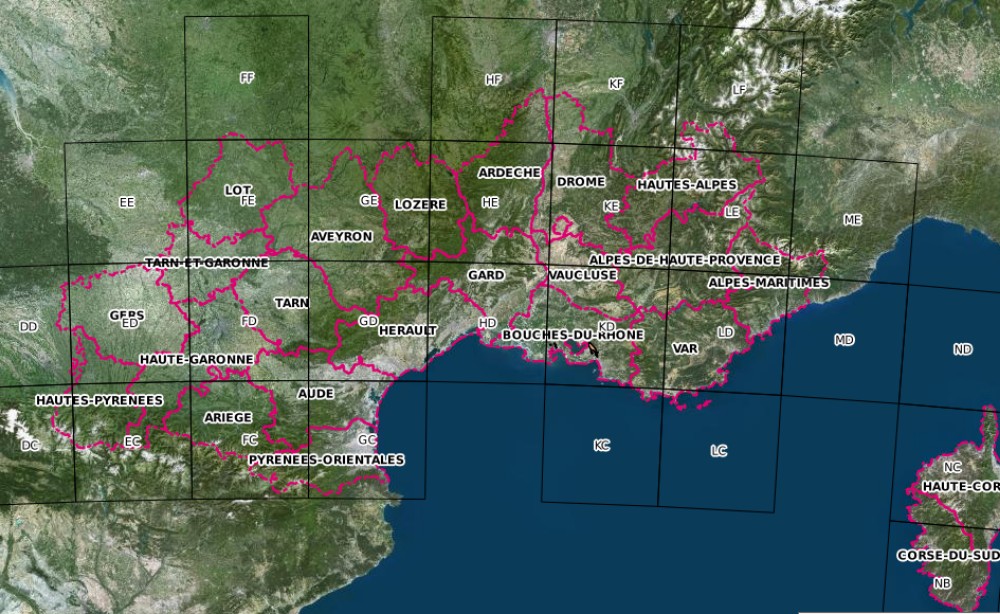 FF
HF
KF
LF
ARDECHE
DROME
HAUTES-ALPES
LOT
EE
FE
GE
LOZERE
HE
KE
LE
ME
AVEYRON
TARN-ET-GARONNE
ALPES-DE-HAUTE-PROVENCE
GARD
VAUCLUSE
ALPES-MARITIMES
TARN
GERS
DD
ED
FD
GD
HERAULT
HD
KD
BOUCHES-DU-RHONE
LD
MD
VAR
ND
HAUTE-GARONNE
AUDE
HAUTES-PYRENEES
ARIEGE
DC
EC
FC
GC
KC
LC
PYRENEES-ORIENTALES
NC
HAUTE-COR
CORSE-DU-SUD
NB